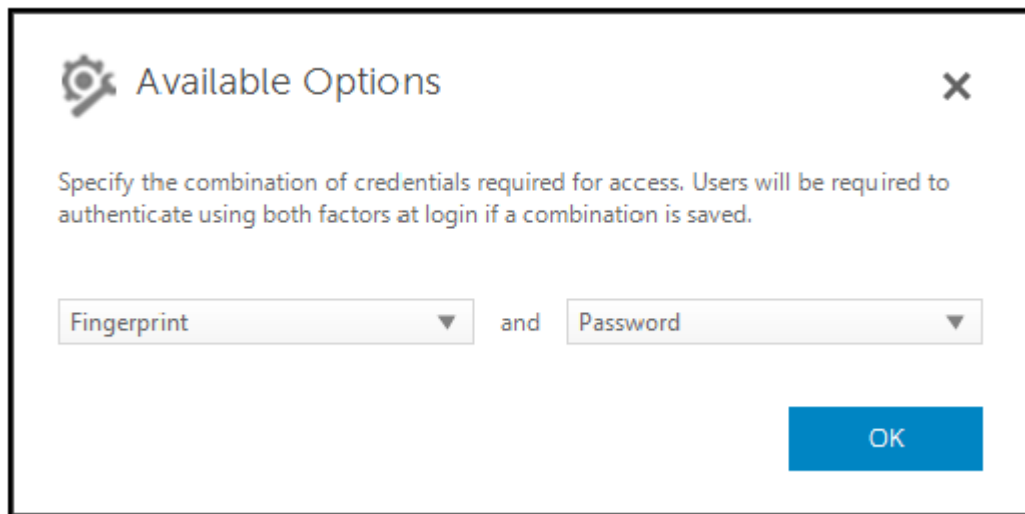 Available Options
Specify the combination of credentials required for access. Users will be required to
authenticate using both factors at login if a combination is saved.
Fingerprint and Password
OK